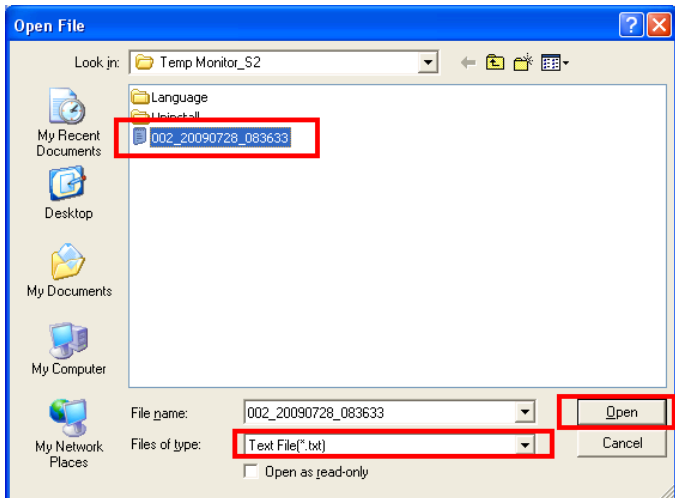 Open File
Look in:
Temp Monitor_S2
Language
Uninstall
002_20090728_083633
My Recent
Documents
Desktop
My Documents
My Computer
My Network
Places
File name:
002_20090728_083633
Open
Files of type:
Text File(*.txt)
Cancel
Open as read-only